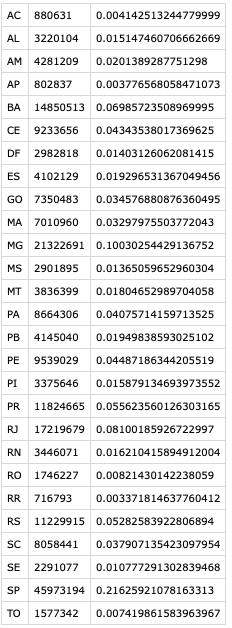 AC 880631 0.004142513244779999
AL 3220104 0.015147460706662669
AM 4281209 0.0201389287751298
AP 802837 0.003776568058471073
BA 14850513 0.06985723508969995
CE 9233656 0.04343538017369625
DF 2982818 0.01403126062081415
ES 4102129 0.019296531367049456
GO 7350483 0.034576880876360495
MA 7010960 0.03297975503772043
MG 21322691 0.10030254429136752
MS 2901895 0.01365059652960304
MT 3836399 0.01804652989704058
PA 8664306 0.04075714159713525
PB 4145040 0.01949838593025102
PE 9539029 0.04487186344205519
PI 3375646 0.015879134693973552
PR 11824665 0.055623560126303165
RJ 17219679 0.08100185926722997
RN 3446071 0.016210415894912004
RO 1746227 0.00821430142238059
RR 716793 0.003371814637760412
RS 11229915 0.05282583922806894
SC 8058441 0.037907135423097954
SE 2291077 0.010777291302839468
SP 45973194 0.21625921078163313
TO 1577342 0.007419861583963967